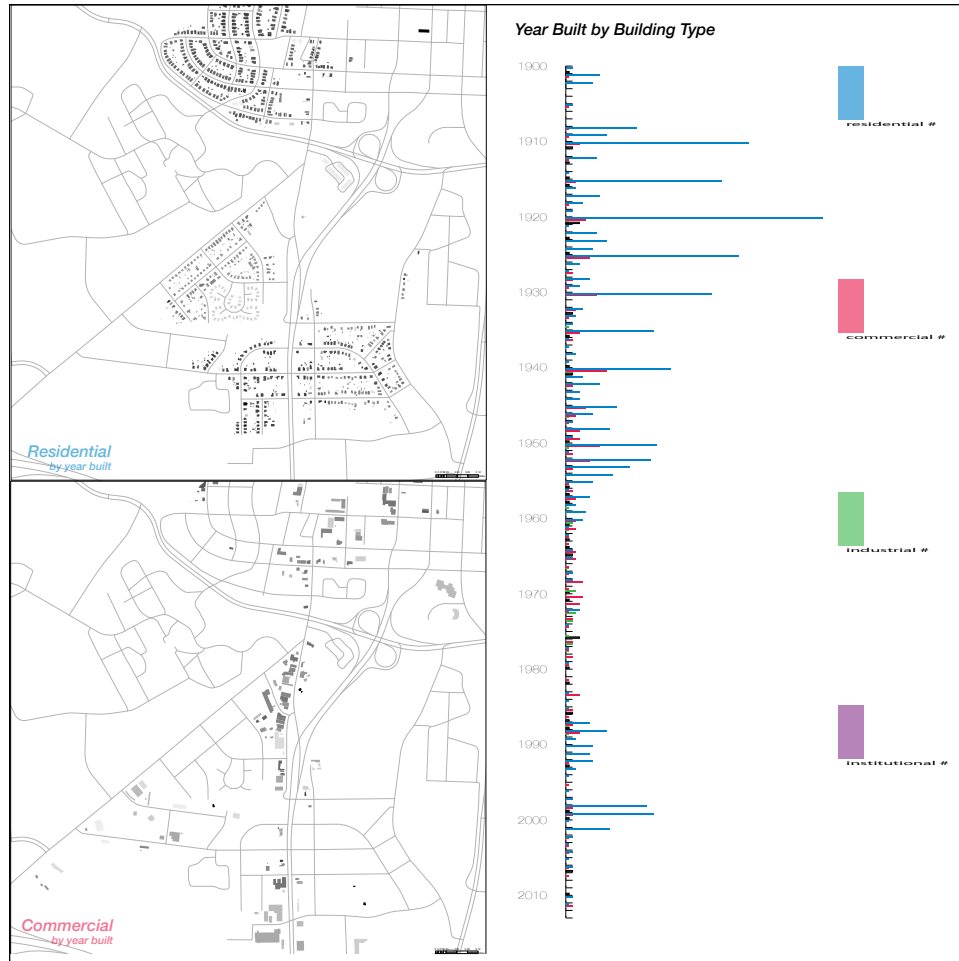 Year Built by Building Type
1900
residential #
1910
1920
1930
commercial #
1940
1950
Residential
by year built
1960
industrial #
1970
1980
1990
institutional #
2000
2010
Commercial
by year built